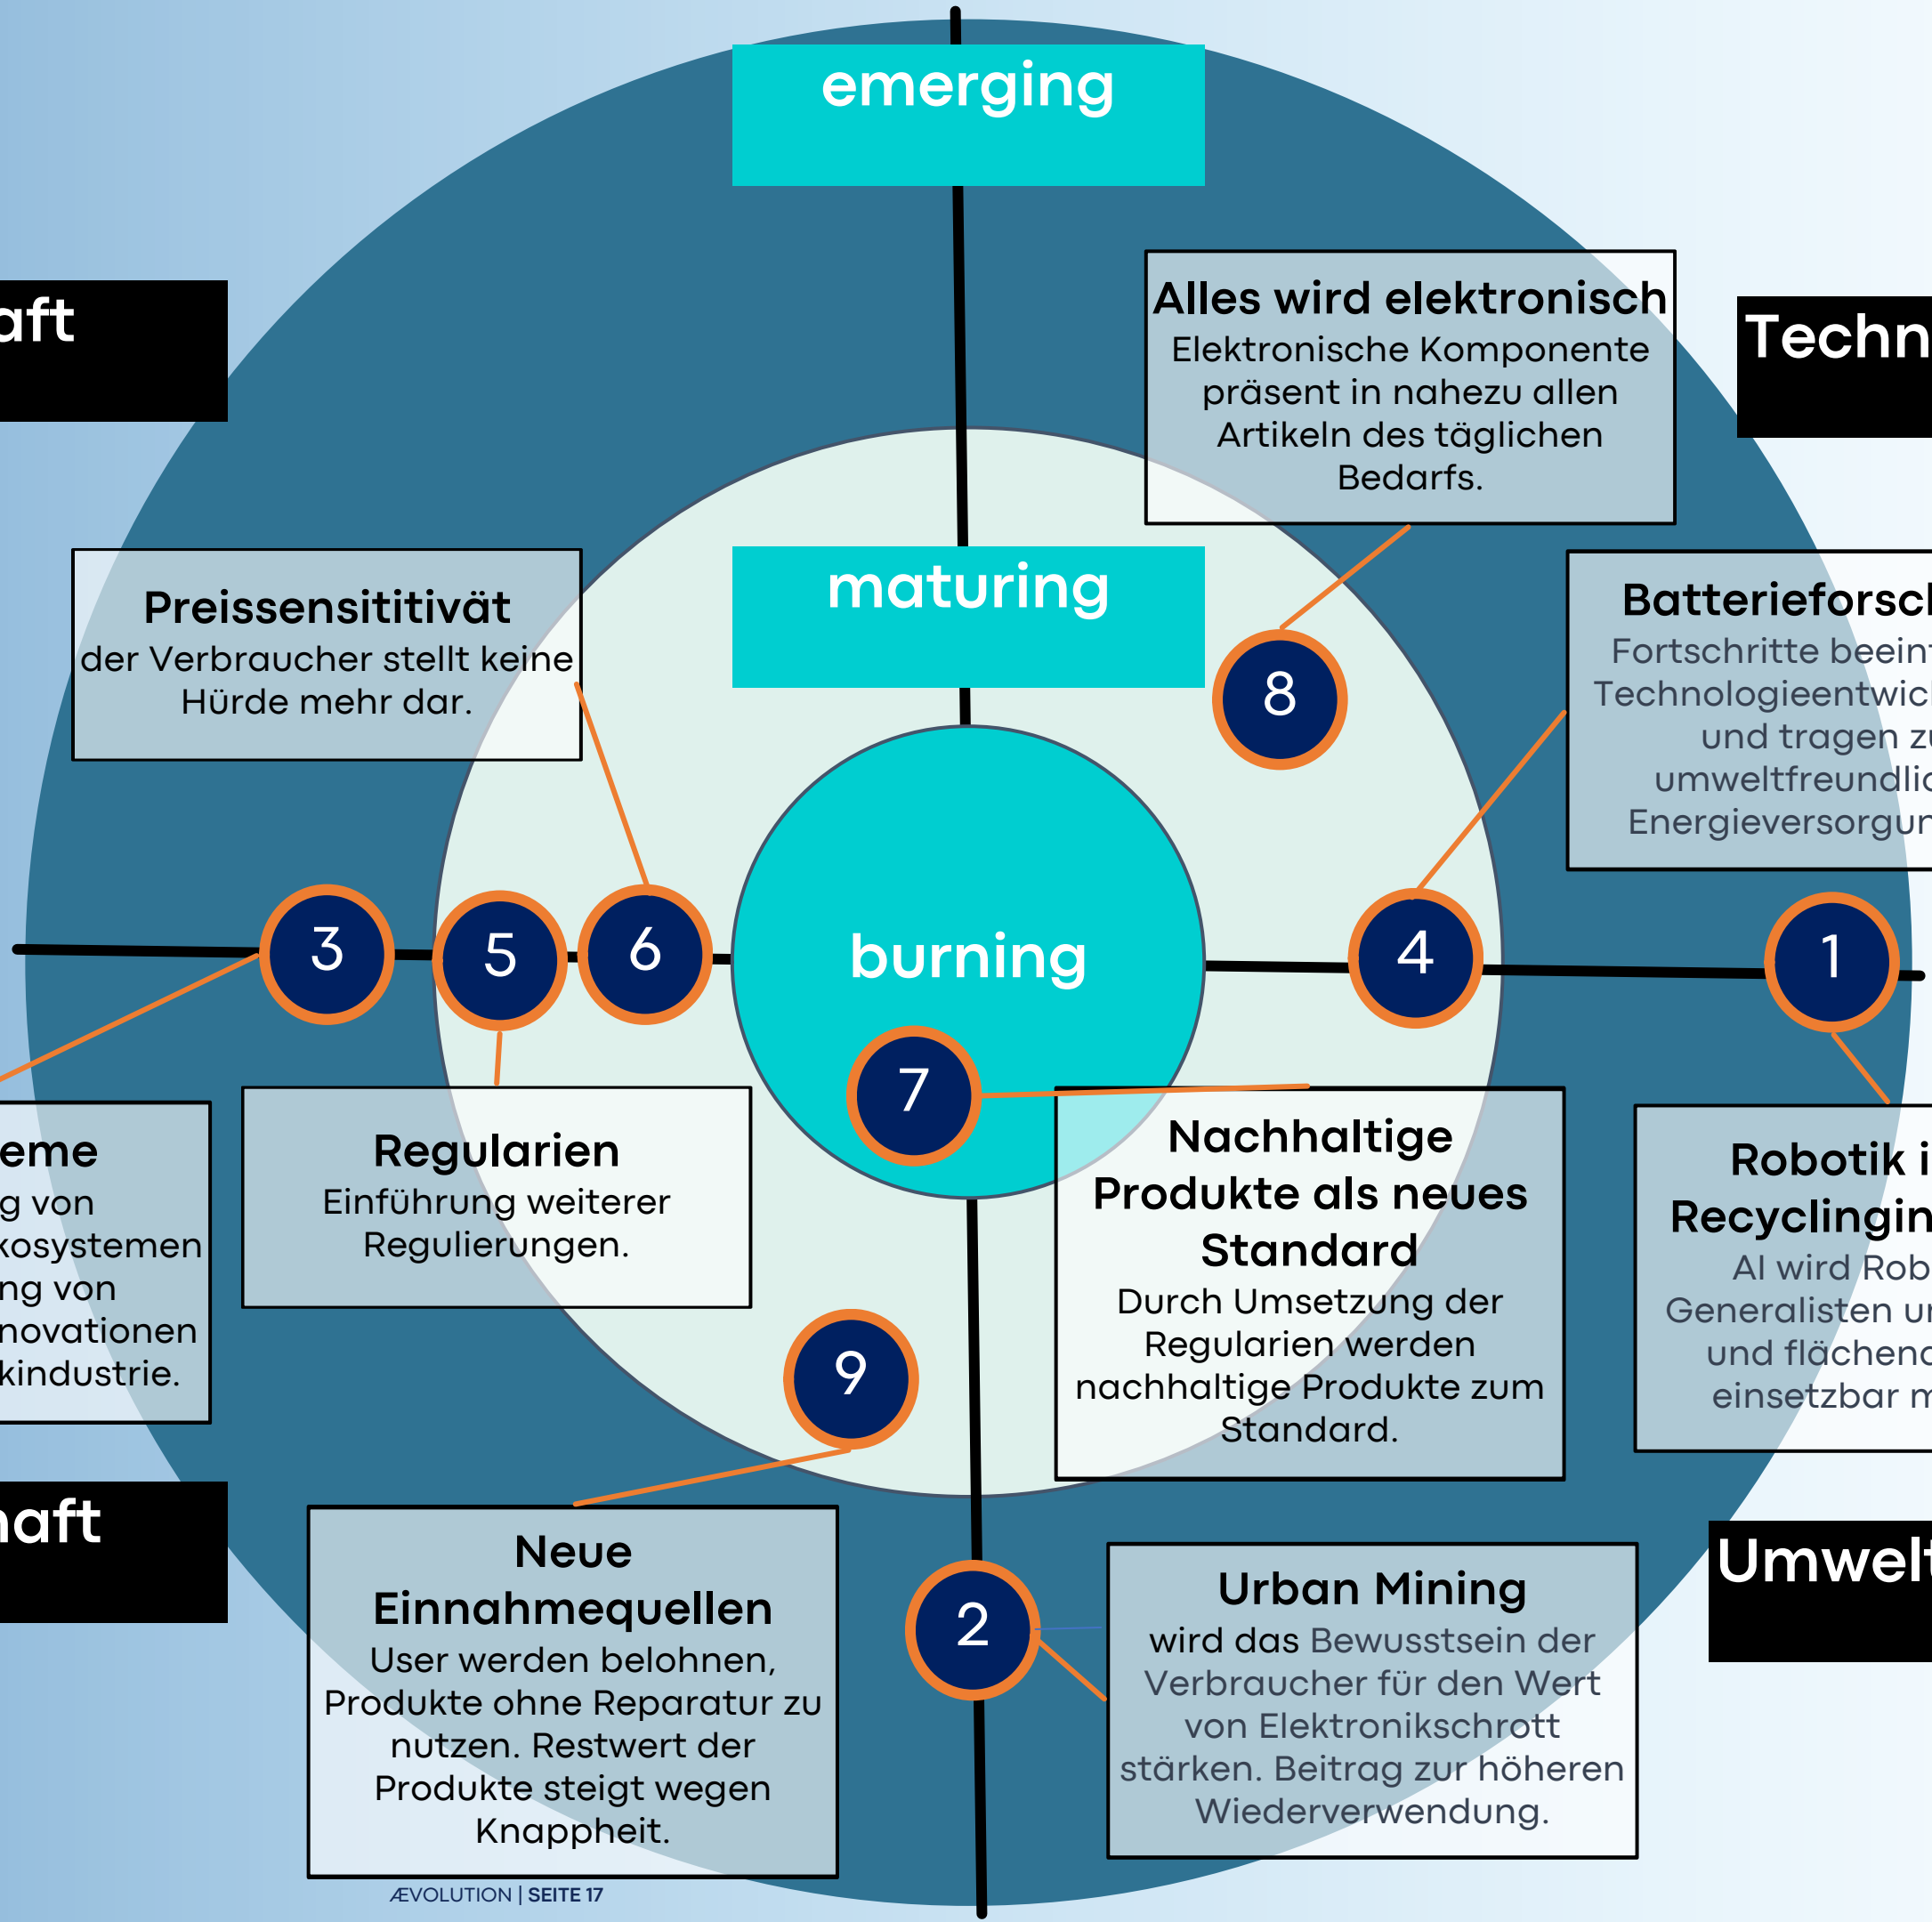 emerging
aft
Alles wird elektronisch
Elektronische Komponente
präsent in nahezu allen
Artikeln des täglichen
Bedarfs.
Techn
Preissensititivät
der Verbraucher stellt keine
Hürde mehr dar.
maturing
8
Batterieforsc
Fortschritte beein
Technologieentwic
und tragen z
umweltfreundli
Energieversorgun
3
5
6
burning
4
1
7
eme
g von
kosystemen
ng von
novationen
kindustrie.
Regularien
Einführung weiterer
Regulierungen.
Nachhaltige
Produkte als neues
Standard
Durch Umsetzung der
Regularien werden
nachhaltige Produkte zum
Standard.
Robotik i
Recyclingin
AI wird Rob
Generalisten u
und flächen
einsetzbar m
9
haft
Neue
Einnahmequellen
User werden belohnen,
Produkte ohne Reparatur zu
nutzen. Restwert der
Produkte steigt wegen
Knappheit.
2
Urban Mining
wird das Bewusstsein der
Verbraucher für den Wert
von Elektronikschrott
stärken. Beitrag zur höheren
Wiederverwendung.
Umwelt
ÆVOLUTION | SEITE 17